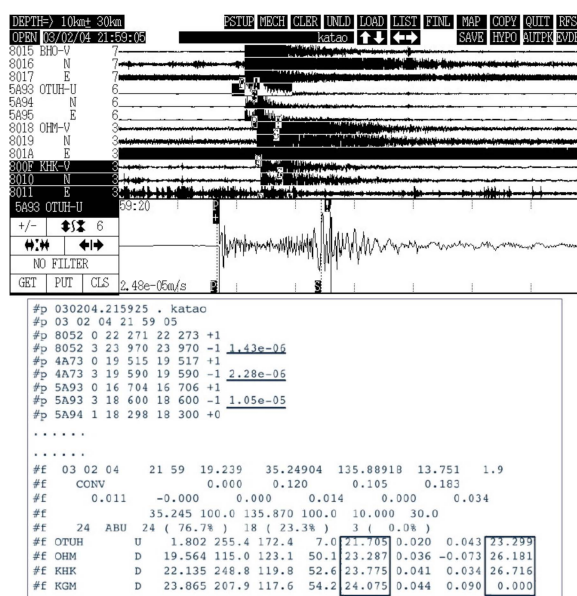 DEPTH=> 10km± 30km PSTUP MECH CLER UNLD LOAD LIST FINL MAP COPY QUIT RFS
OPEN 03/02/04 21:59:05 katao SAVE HYPO AUTPK EVDE
8015 BHO-V 7
8016 N 7
8017 E 7
5A93 OTUH-U 6
5A94 N 6
5A95 E 6
8018 OHM-V 3
8019 N 3
801A E 3
800F KHK-V 3
8010 N 3
8011 E 3
5A93 OTUH-U 59:20
+/- 6
NO FILTER
GET PUT CLS 2.48e-05m/s P S
#p 030204.215925 . katao
#p 03 02 04 21 59 05
#p 8052 0 22 271 22 273 +1
#p 8052 3 23 970 23 970 -1 1.43e-06
#p 4A73 0 19 515 19 517 +1
#p 4A73 3 19 590 19 590 -1 2.28e-06
#p 5A93 0 16 704 16 706 +1
#p 5A93 3 18 600 18 600 -1 1.05e-05
#p 5A94 1 18 298 18 300 +0
......
......
#f 03 02 04 21 59 19.239 35.24904 135.88918 13.751 1.9
#f CONV 0.000 0.120 0.105 0.183
#f 0.011 -0.000 0.000 0.014 0.000 0.034
#f 35.245 100.0 135.870 100.0 10.000 30.0
#f 24 ABU 24 ( 76.7% ) 18 ( 23.3% ) 3 ( 0.0% )
#f OTUH U 1.802 255.4 172.4 7.0 21.705 0.020 0.043 23.299
#f OHM D 19.564 115.0 123.1 50.1 23.287 0.036 -0.073 26.181
#f KHK D 22.135 248.8 119.8 52.6 23.775 0.041 0.034 26.716
#f KGM D 23.865 207.9 117.6 54.2 24.075 0.044 0.090 0.000